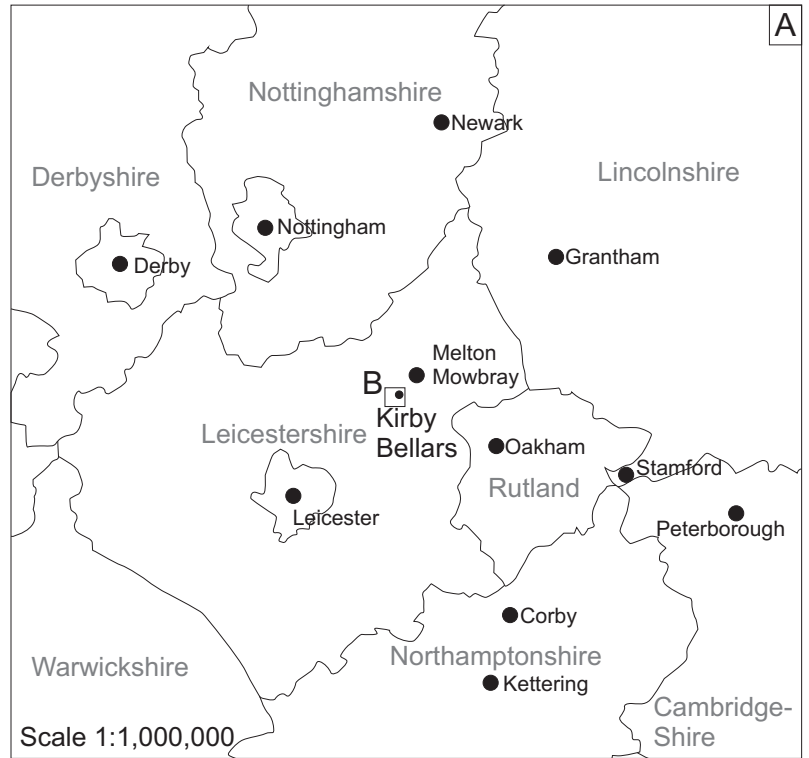 A
Nottinghamshire
Newark
Derbyshire
Lincolnshire
Nottingham
Derby
Grantham
Melton
Mowbray
B
Kirby
Bellars
Leicestershire
Oakham
Stamford
Rutland
Leicester
Peterborough
Corby
Northamptonshire
Warwickshire
Kettering
Cambridge-
Shire
Scale 1:1,000,000